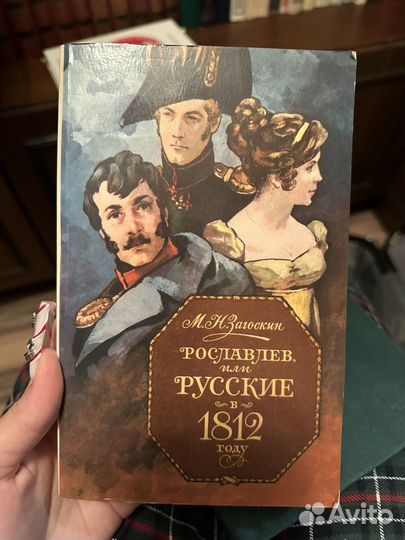 М.Н.Загоскин
РОСЛАВЛЕВ,
или
РУССКИЕ
в
1812
году
Avito